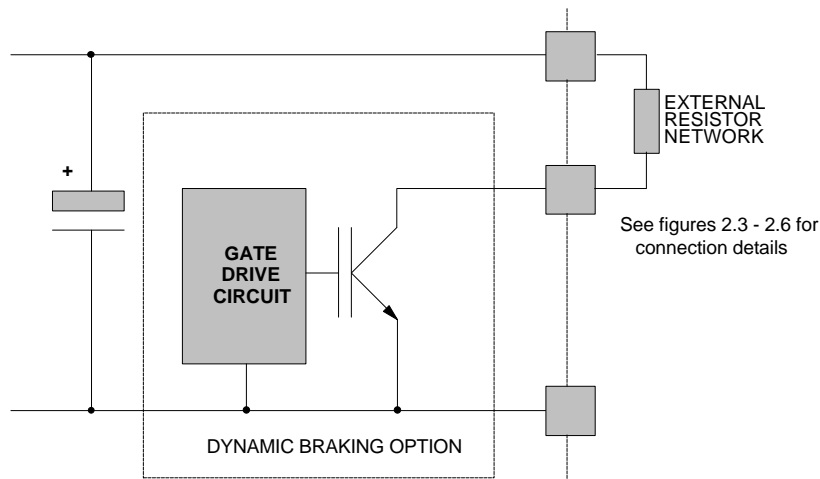 EXTERNAL
RESISTOR
NETWORK
+
See figures 2.3 - 2.6 for
connection details
GATE
DRIVE
CIRCUIT
DYNAMIC BRAKING OPTION